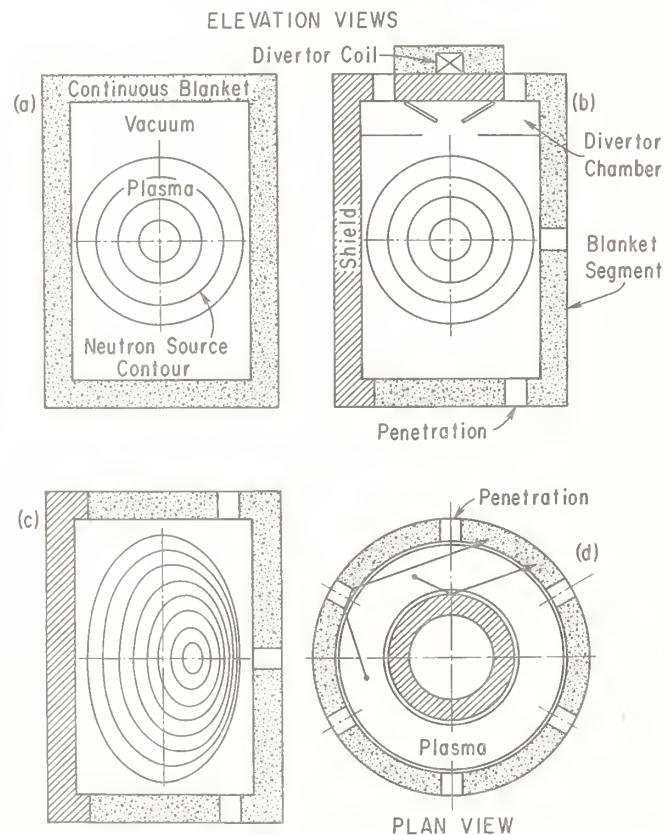 ELEVATION VIEWS
Divertor Coil
(a)
Continuous Blanket
Vacuum
Plasma
Neutron Source
Contour
(b)
Divertor
Chamber
Shield
Blanket
Segment
Penetration
(c)
Penetration
(d)
Plasma
PLAN VIEW